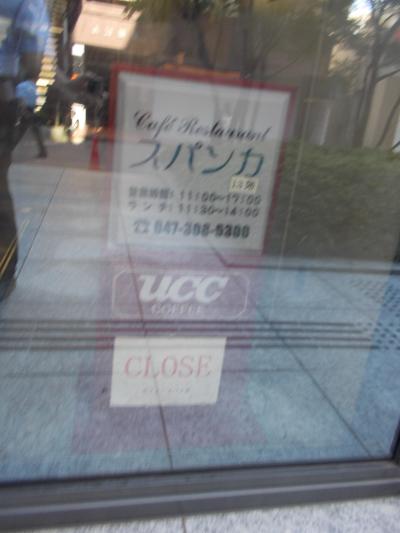 Café Restaurant
スパンカ
営業時間: 11:00~17:00
ランチ: 11:30~14:00
☎ 047-308-9300
UCC
COFFEE
CLOSE